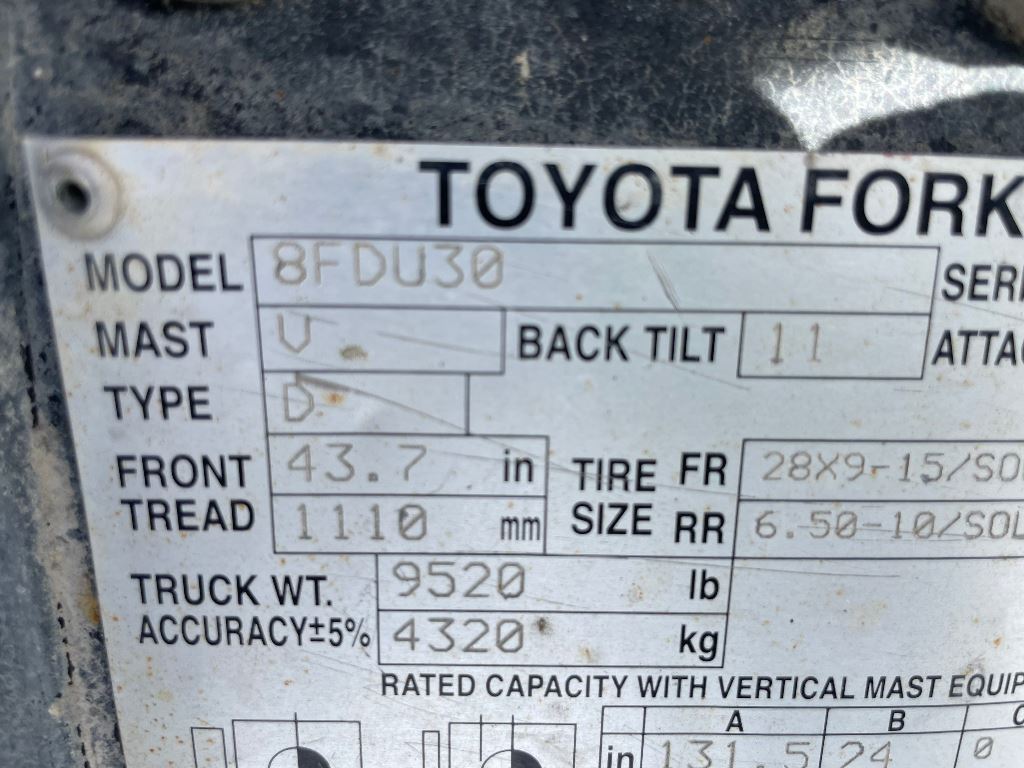 TOYOTA FORK
MODEL 8FDU30 SERI
MAST V BACK TILT 11 ATTA
TYPE D
FRONT TREAD 43.7 in TIRE SIZE FR 28X9-15/SO
1110 mm RR 6.50-10/SOL
TRUCK WT. 9520 lb
ACCURACY±5% 4320 kg
RATED CAPACITY WITH VERTICAL MAST EQUIP
A B C
in 131.5 24 0